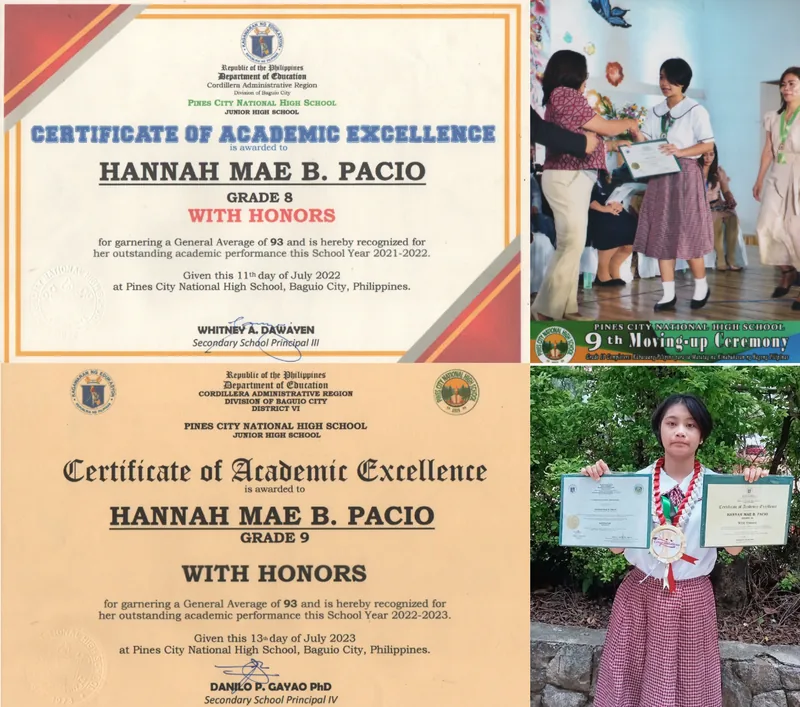 Republic of the Philippines
Department of Education
Cordillera Administrative Region
Division of Baguio City
PINES CITY NATIONAL HIGH SCHOOL
JUNIOR HIGH SCHOOL
CERTIFICATE OF ACADEMIC EXCELLENCE
is awarded to
HANNAH MAE B. PACIO
GRADE 8
WITH HONORS
for garnering a General Average of 93 and is hereby recognized for
her outstanding academic performance this School Year 2021-2022.
Given this 11th day of July 2022
at Pines City National High School, Baguio City, Philippines.
WHITNEY A. DAWAYEN
Secondary School Principal III
PINES CITY NATIONAL HIGH SCHOOL
9th Moving-up Ceremony
Republic of the Philippines
Department of Education
CORDILLERA ADMINISTRATIVE REGION
DIVISION OF BAGUIO CITY
DISTRICT VI
PINES CITY NATIONAL HIGH SCHOOL
JUNIOR HIGH SCHOOL
Certificate of Academic Excellence
is awarded to
HANNAH MAE B. PACIO
GRADE 9
WITH HONORS
for garnering a General Average of 93 and is hereby recognized for
her outstanding academic performance this School Year 2022-2023.
Given this 13th day of July 2023
at Pines City National High School, Baguio City, Philippines.
DANILO P. GAYAO PhD
Secondary School Principal IV
Certificate of Academic Excellence
HANNAH MAE B. PACIO